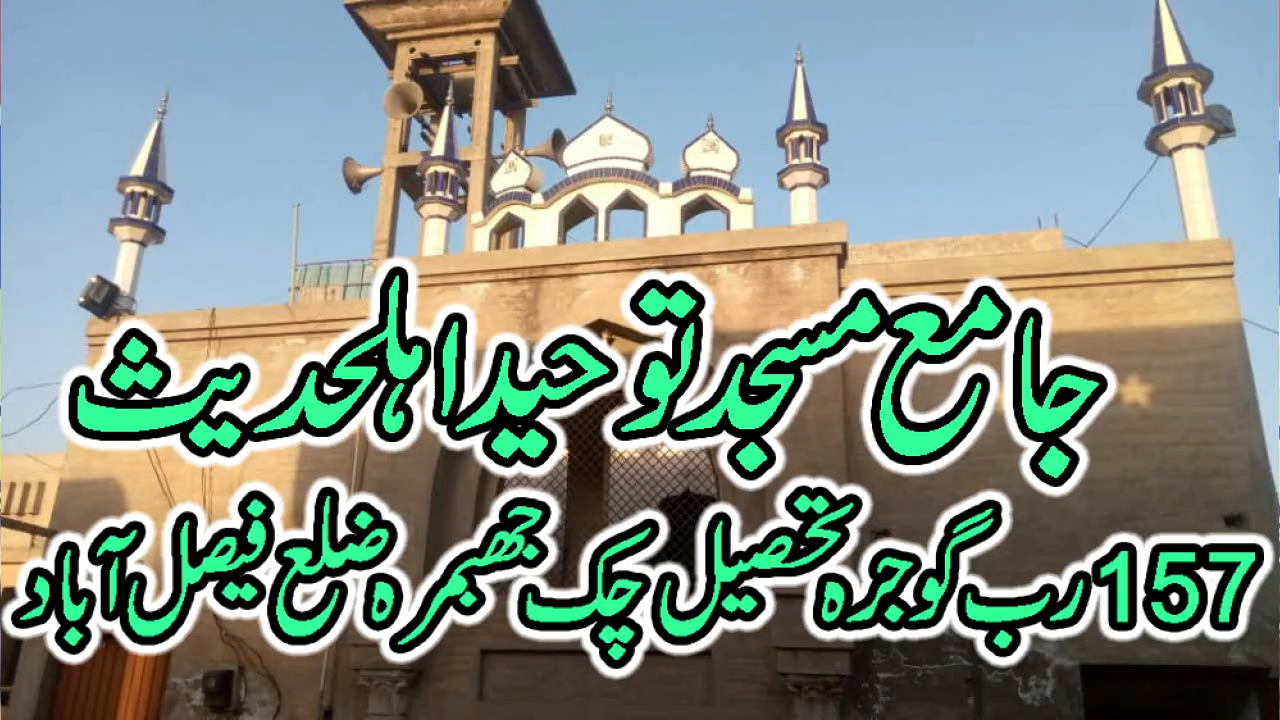 جامع مسجد توحید اہلحدیث
157 رب گوجرہ تحصیل چک جھمرہ ضلع فیصل آباد